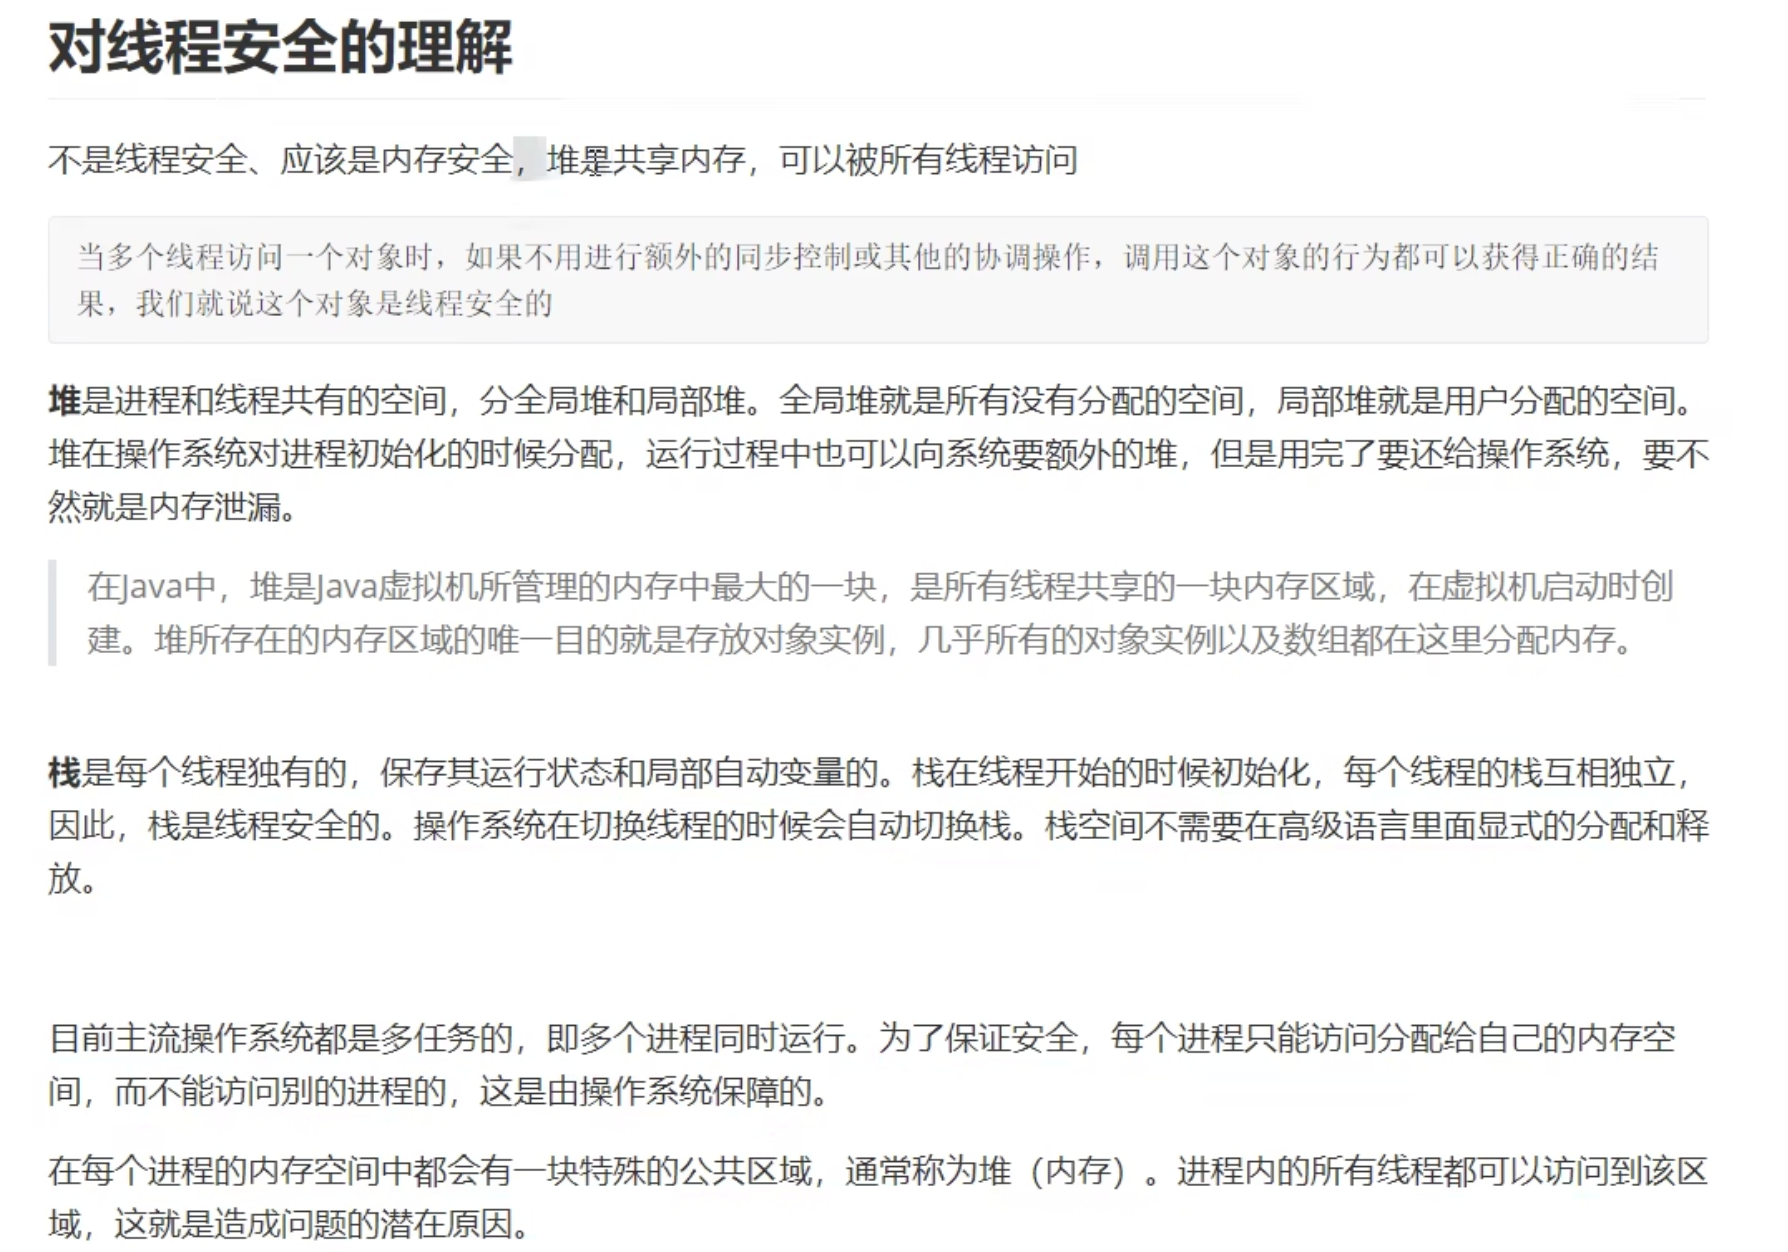 对线程安全的理解
不是线程安全、应该是内存安全，堆是共享内存，可以被所有线程访问
当多个线程访问一个对象时，如果不用进行额外的同步控制或其他的协调操作，调用这个对象的行为都可以获得正确的结
果，我们就说这个对象是线程安全的
堆是进程和线程共有的空间，分全局堆和局部堆。全局堆就是所有没有分配的空间，局部堆就是用户分配的空间。
堆在操作系统对进程初始化的时候分配，运行过程中也可以向系统要额外的堆，但是用完了要还给操作系统，要不
然就是内存泄漏。
在Java中，堆是Java虚拟机所管理的内存中最大的一块，是所有线程共享的一块内存区域，在虚拟机启动时创
建。堆所存在的内存区域的唯一目的就是存放对象实例，几乎所有的对象实例以及数组都在这里分配内存。
栈是每个线程独有的，保存其运行状态和局部自动变量的。栈在线程开始的时候初始化，每个线程的栈互相独立，
因此，栈是线程安全的。操作系统在切换线程的时候会自动切换栈。栈空间不需要在高级语言里面显式的分配和释
放。
目前主流操作系统都是多任务的，即多个进程同时运行。为了保证安全，每个进程只能访问分配给自己的内存空
间，而不能访问别的进程的，这是由操作系统保障的。
在每个进程的内存空间中都会有一块特殊的公共区域，通常称为堆（内存）。进程内的所有线程都可以访问到该区
域，这就是造成问题的潜在原因。